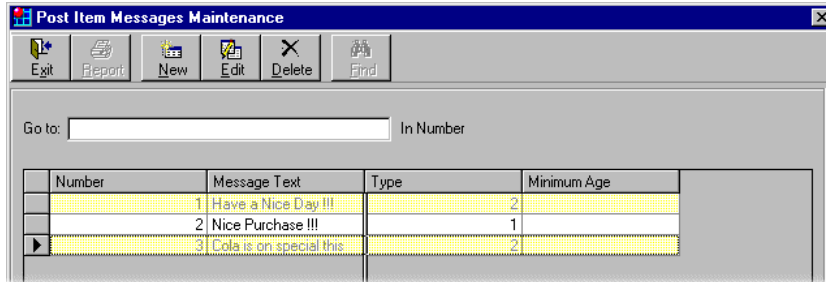 Post Item Messages Maintenance
Exit Report New Edit Delete Find
Go to: In Number
Number Message Text Type Minimum Age
1 Have a Nice Day !!! 2
2 Nice Purchase !!! 1
3 Cola is on special this 2